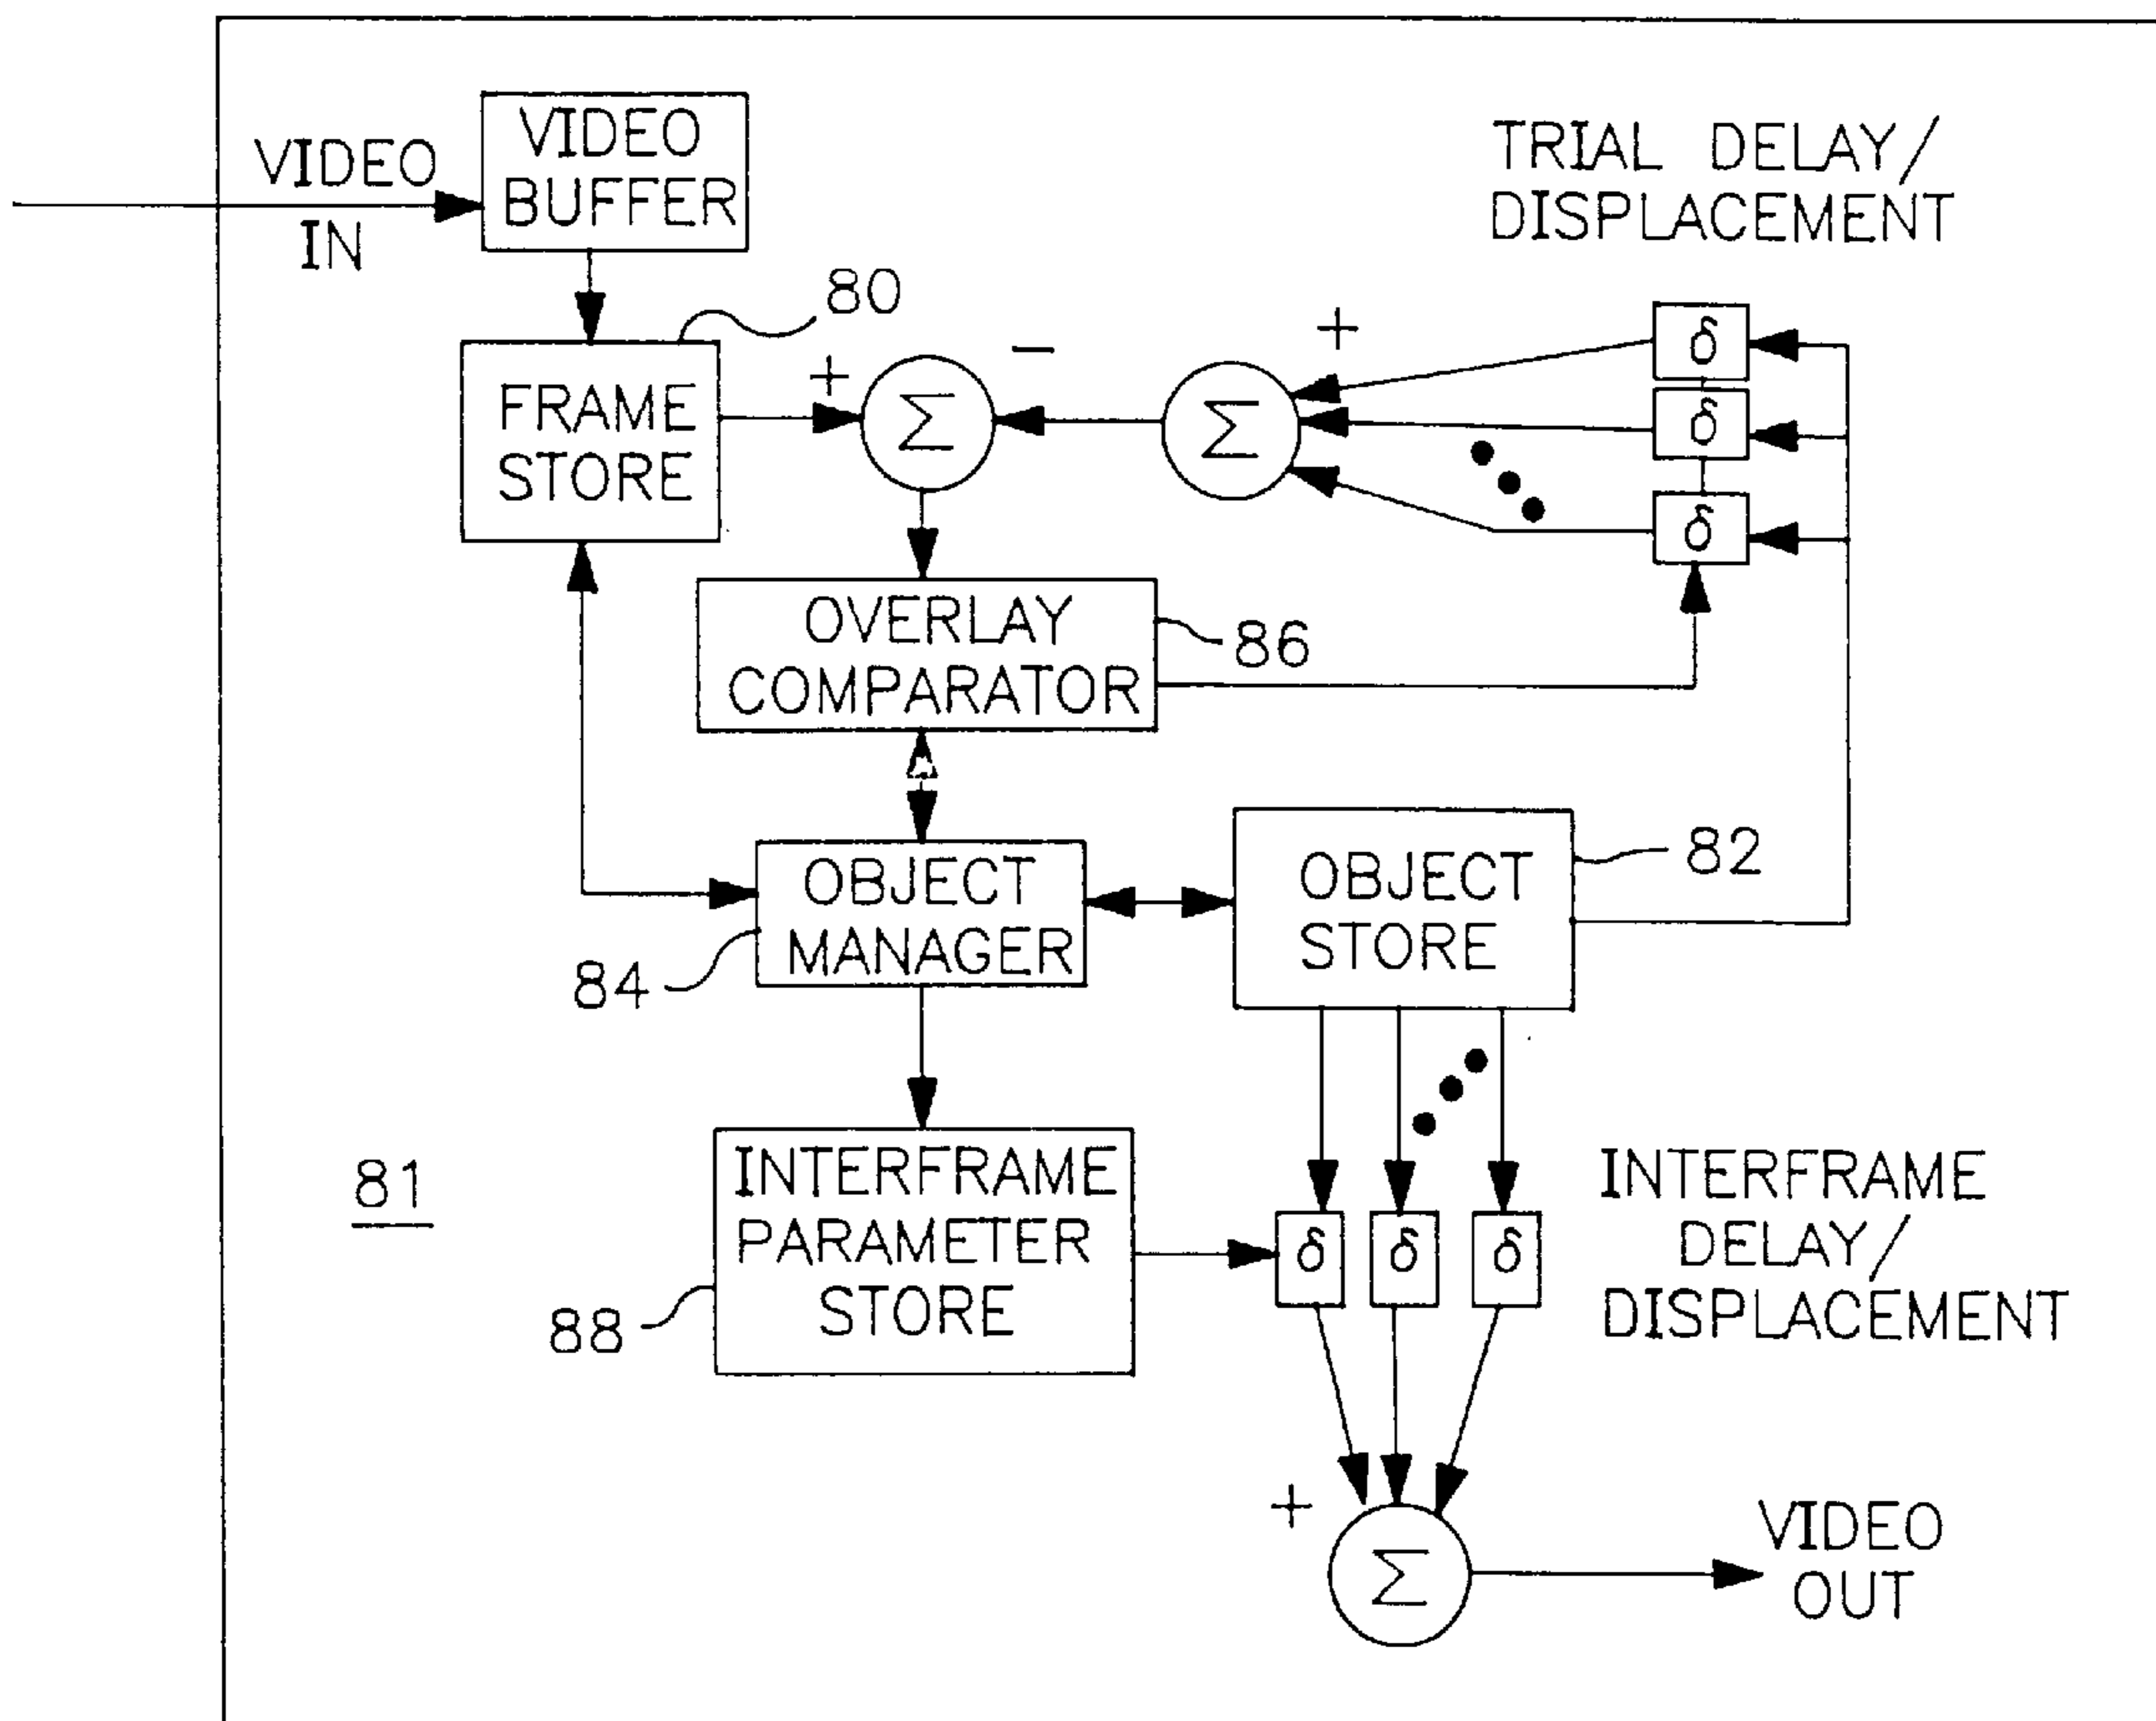 VIDEO
IN
VIDEO
BUFFER
TRIAL DELAY/
DISPLACEMENT
80
FRAME
STORE
+
Σ
−
Σ
+
δ
δ
δ
OVERLAY
COMPARATOR
86
OBJECT
MANAGER
84
OBJECT
STORE
82
81
INTERFRAME
PARAMETER
STORE
88
δ δ δ
INTERFRAME
DELAY/
DISPLACEMENT
+
Σ
VIDEO
OUT